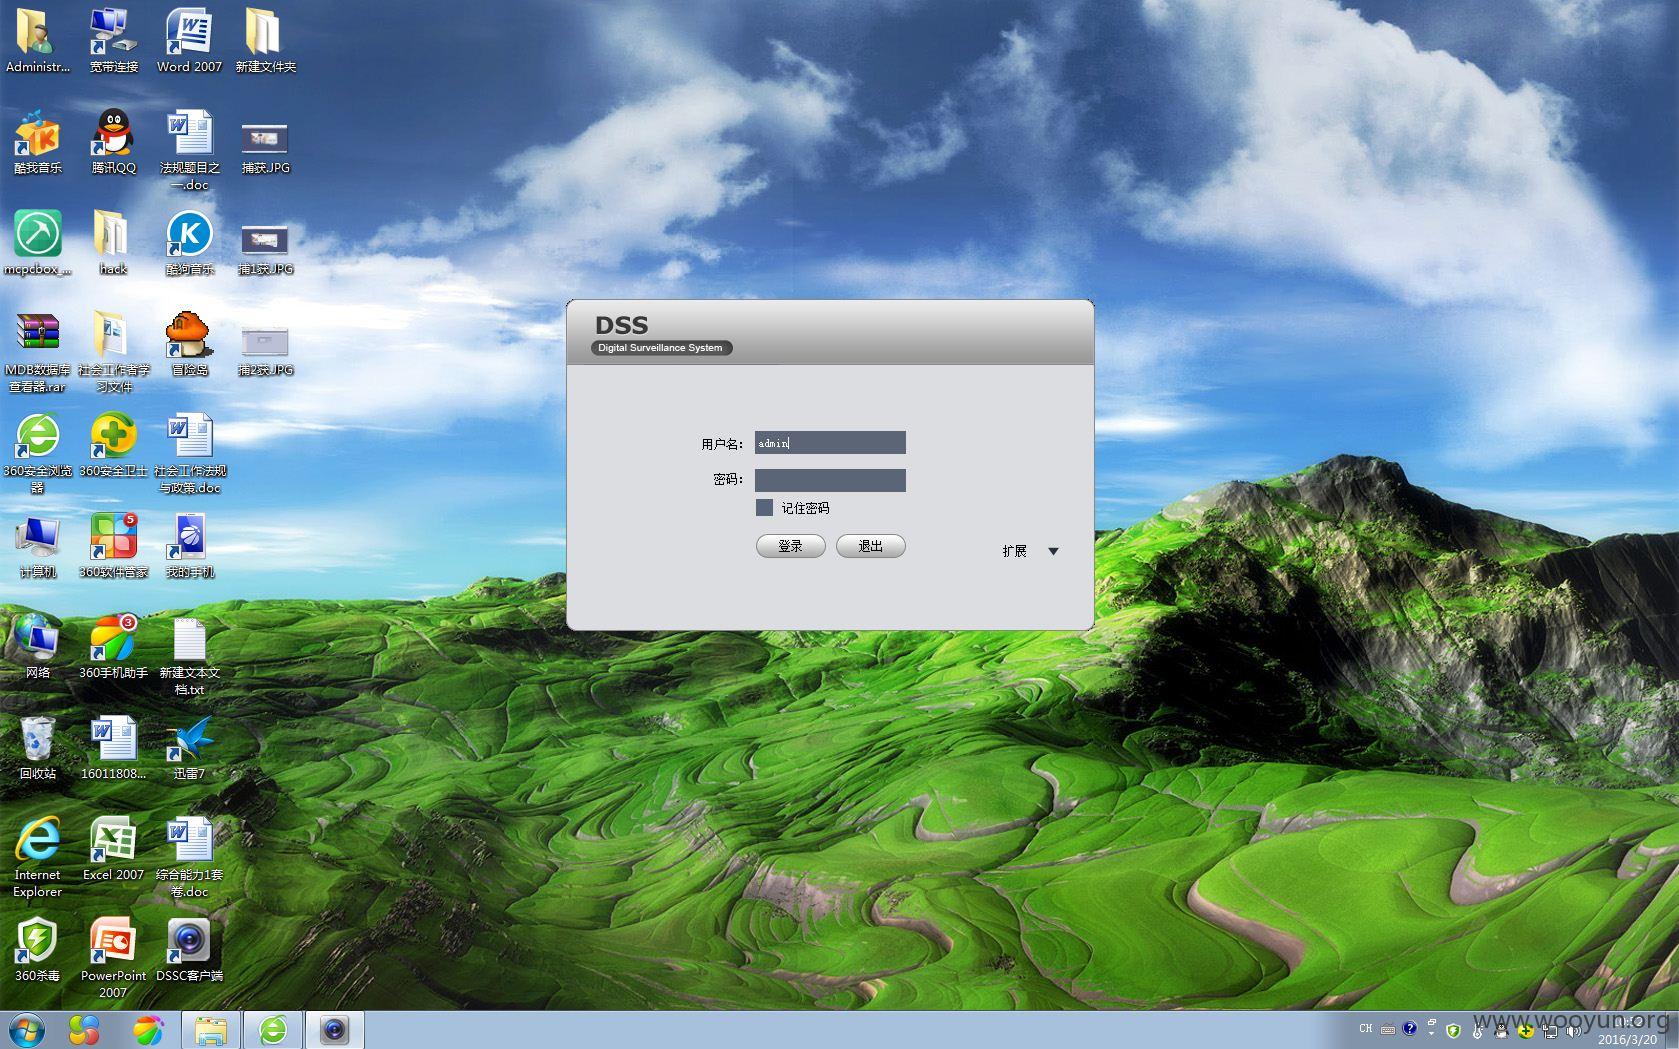 Administr...
宽带连接
Word 2007
新建文件夹
酷我音乐
腾讯QQ
法规题目之
一.doc
捕获.JPG
mcpcbox_...
hack
酷狗音乐
捕1获.JPG
MDB数据库
查看器.rar
社会工作者学
习文件
冒险岛
捕2获.JPG
360安全浏览
器
360安全卫士
社会工作法规
与政策.doc
计算机
5
360软件管家
我的手机
网络
3
360手机助手
新建文本文
档.txt
回收站
16011808...
迅雷7
Internet
Explorer
Excel 2007
综合能力1套
卷.doc
360杀毒
PowerPoint
2007
DSSC客户端
DSS
Digital Surveillance System
用户名:
admin
密码:
记住密码
登录
退出
扩展
CH
www.wooyun.org
2016/3/20